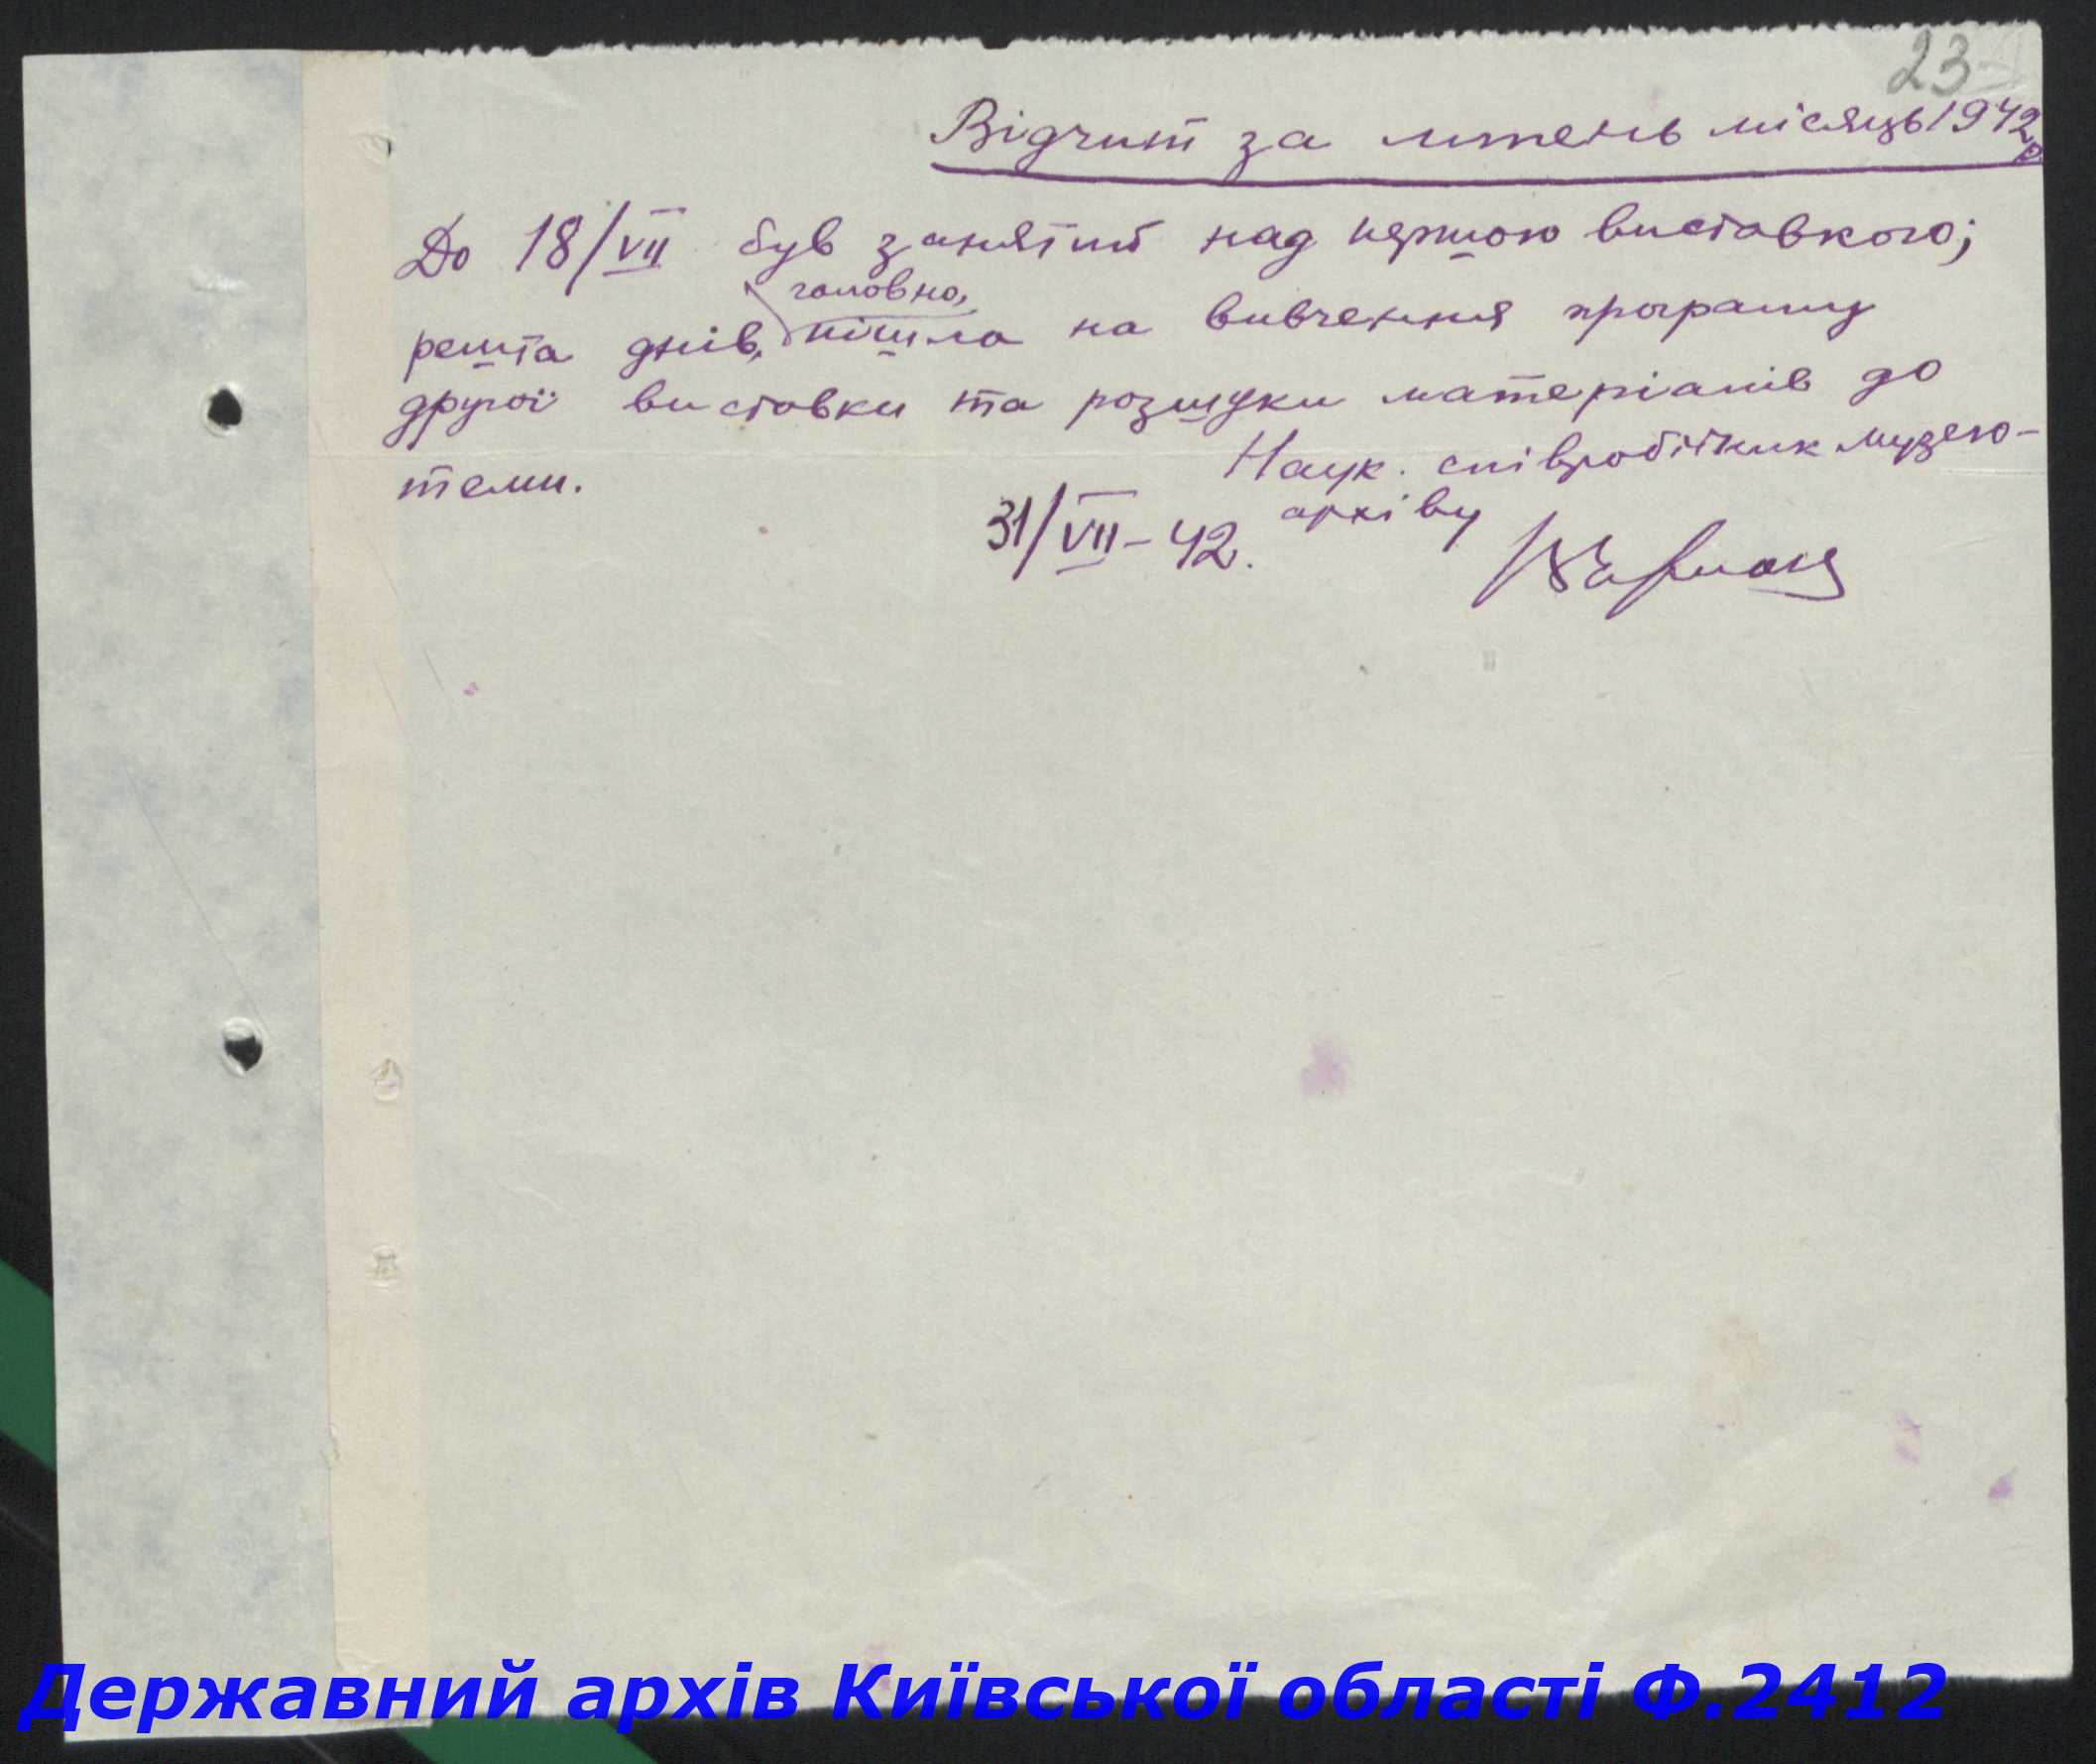 23
Відчит за липень місяць 1942 р
До 18/VII був занятий над першою виставкою;
головно,
решта днів, пішла на вивчення програму
другої виставки та розшуки матеріалів до
теми.
Наук. співробітник музею-
архіву
31/VII-42.
Державний архів Київської області Ф.2412